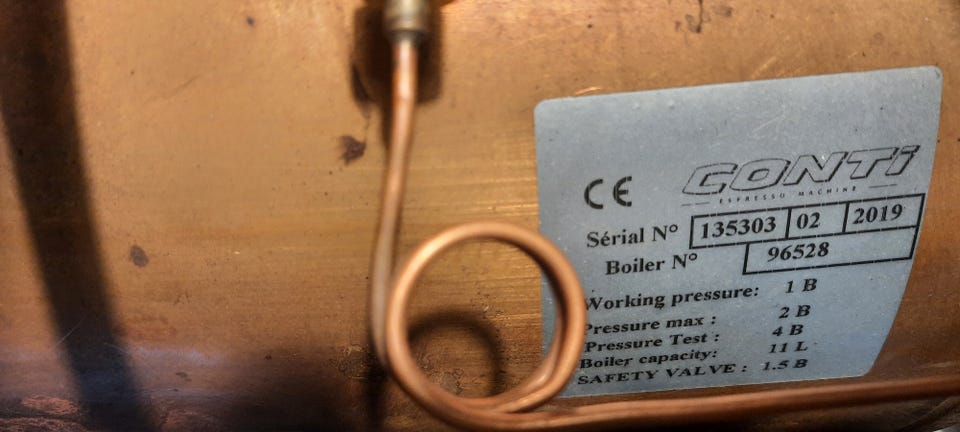 CONTi
ESPRESSO MACHINE
CE
Sérial N° 135303 02 2019
Boiler N° 96528
Working pressure: 1 B
Pressure max : 2 B
Pressure Test : 4 B
Boiler capacity: 11 L
SAFETY VALVE : 1.5 B